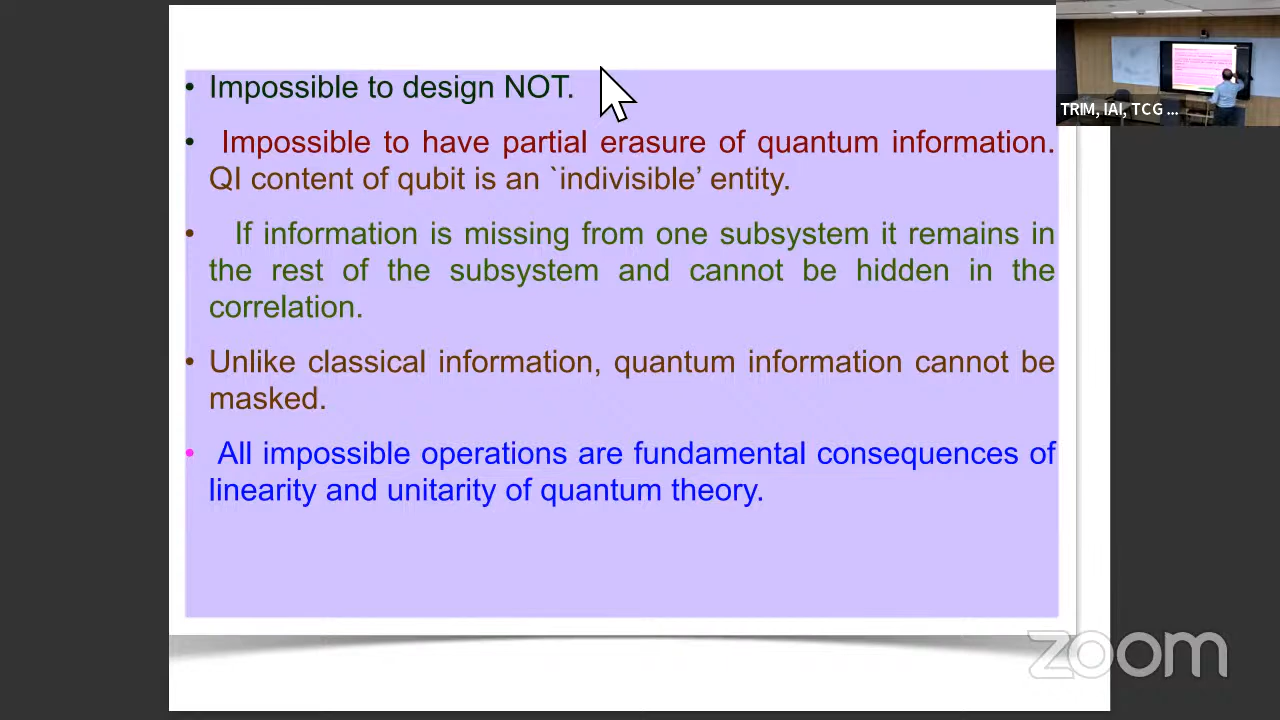 • Impossible to design NOT.
• Impossible to have partial erasure of quantum information.
QI content of qubit is an `indivisible’ entity.
• If information is missing from one subsystem it remains in
the rest of the subsystem and cannot be hidden in the
correlation.
• Unlike classical information, quantum information cannot be
masked.
• All impossible operations are fundamental consequences of
linearity and unitarity of quantum theory.
TRIM, IAI, TCG ...
zoom